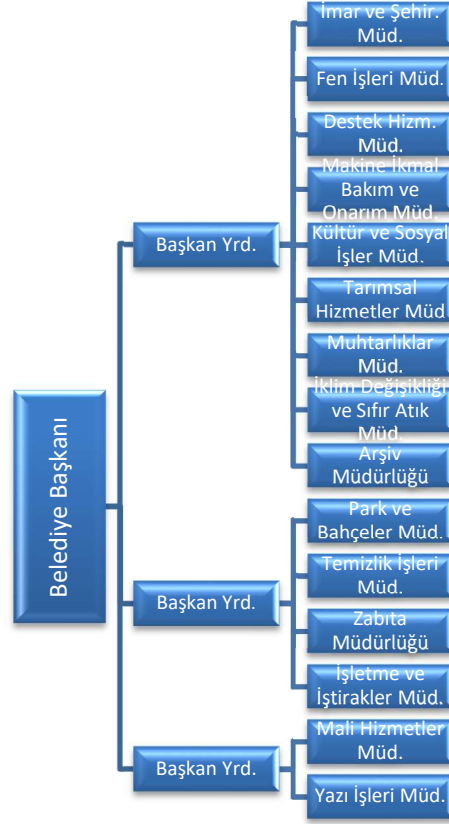 Belediye Başkanı
Başkan Yrd.
İmar ve Şehir.
Müd.
Fen İşleri Müd.
Destek Hizm.
Müd.
Makine İkmal
Bakım ve
Onarım Müd.
Kültür ve Sosyal
İşler Müd.
Tarımsal
Hizmetler Müd
Muhtarlıklar
Müd.
İklim Değişikliği
ve Sıfır Atık
Müd.
Arşiv
Müdürlüğü
Başkan Yrd.
Park ve
Bahçeler Müd.
Temizlik İşleri
Müd.
Zabıta
Müdürlüğü
İşletme ve
İştirakler Müd.
Başkan Yrd.
Mali Hizmetler
Müd.
Yazı İşleri Müd.